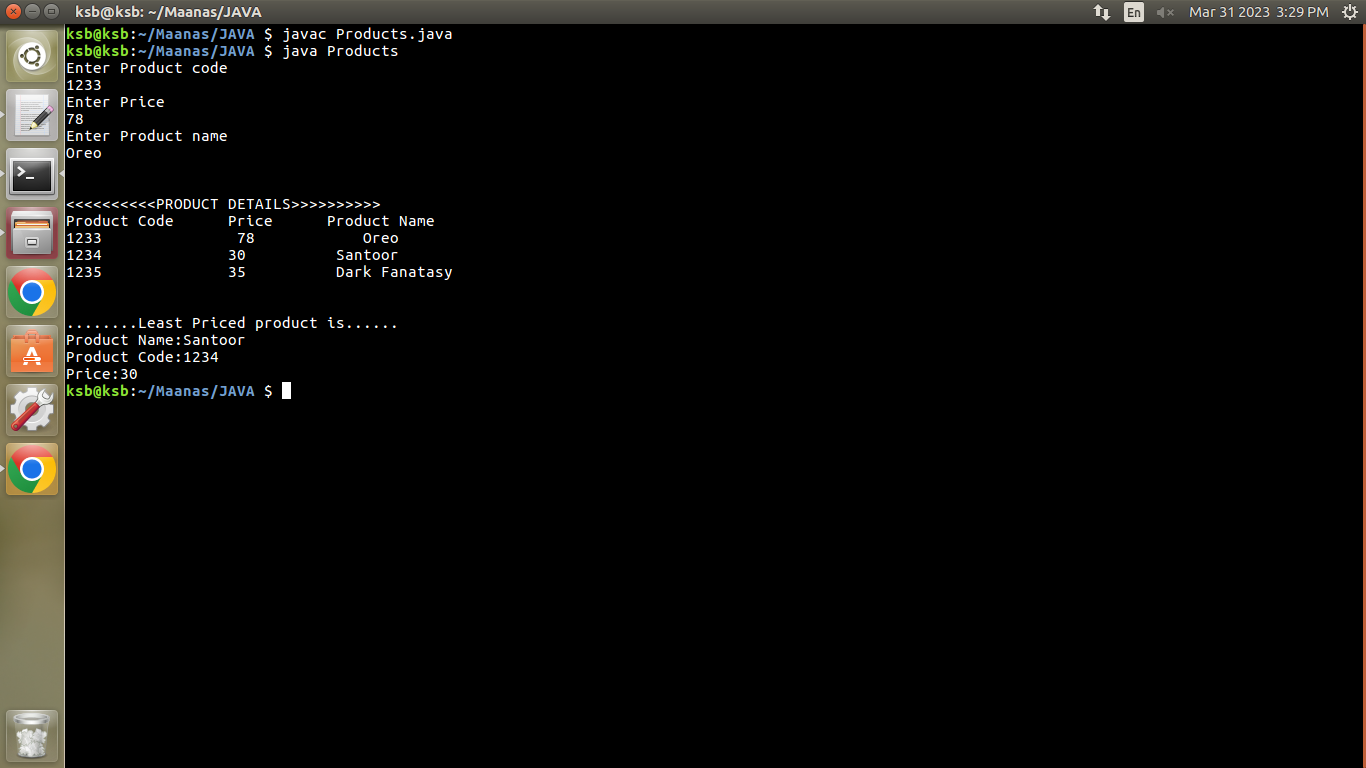 ksb@ksb: ~/Maanas/JAVA
En
Mar 31 2023 3:29 PM
ksb@ksb:~/Maanas/JAVA $ javac Products.java
ksb@ksb:~/Maanas/JAVA $ java Products
Enter Product code
1233
Enter Price
78
Enter Product name
Oreo
<<<<<<<<<<PRODUCT DETAILS>>>>>>>>>>
Product Code      Price      Product Name
1233               78            Oreo
1234              30          Santoor
1235              35          Dark Fanatasy
........Least Priced product is......
Product Name:Santoor
Product Code:1234
Price:30
ksb@ksb:~/Maanas/JAVA $